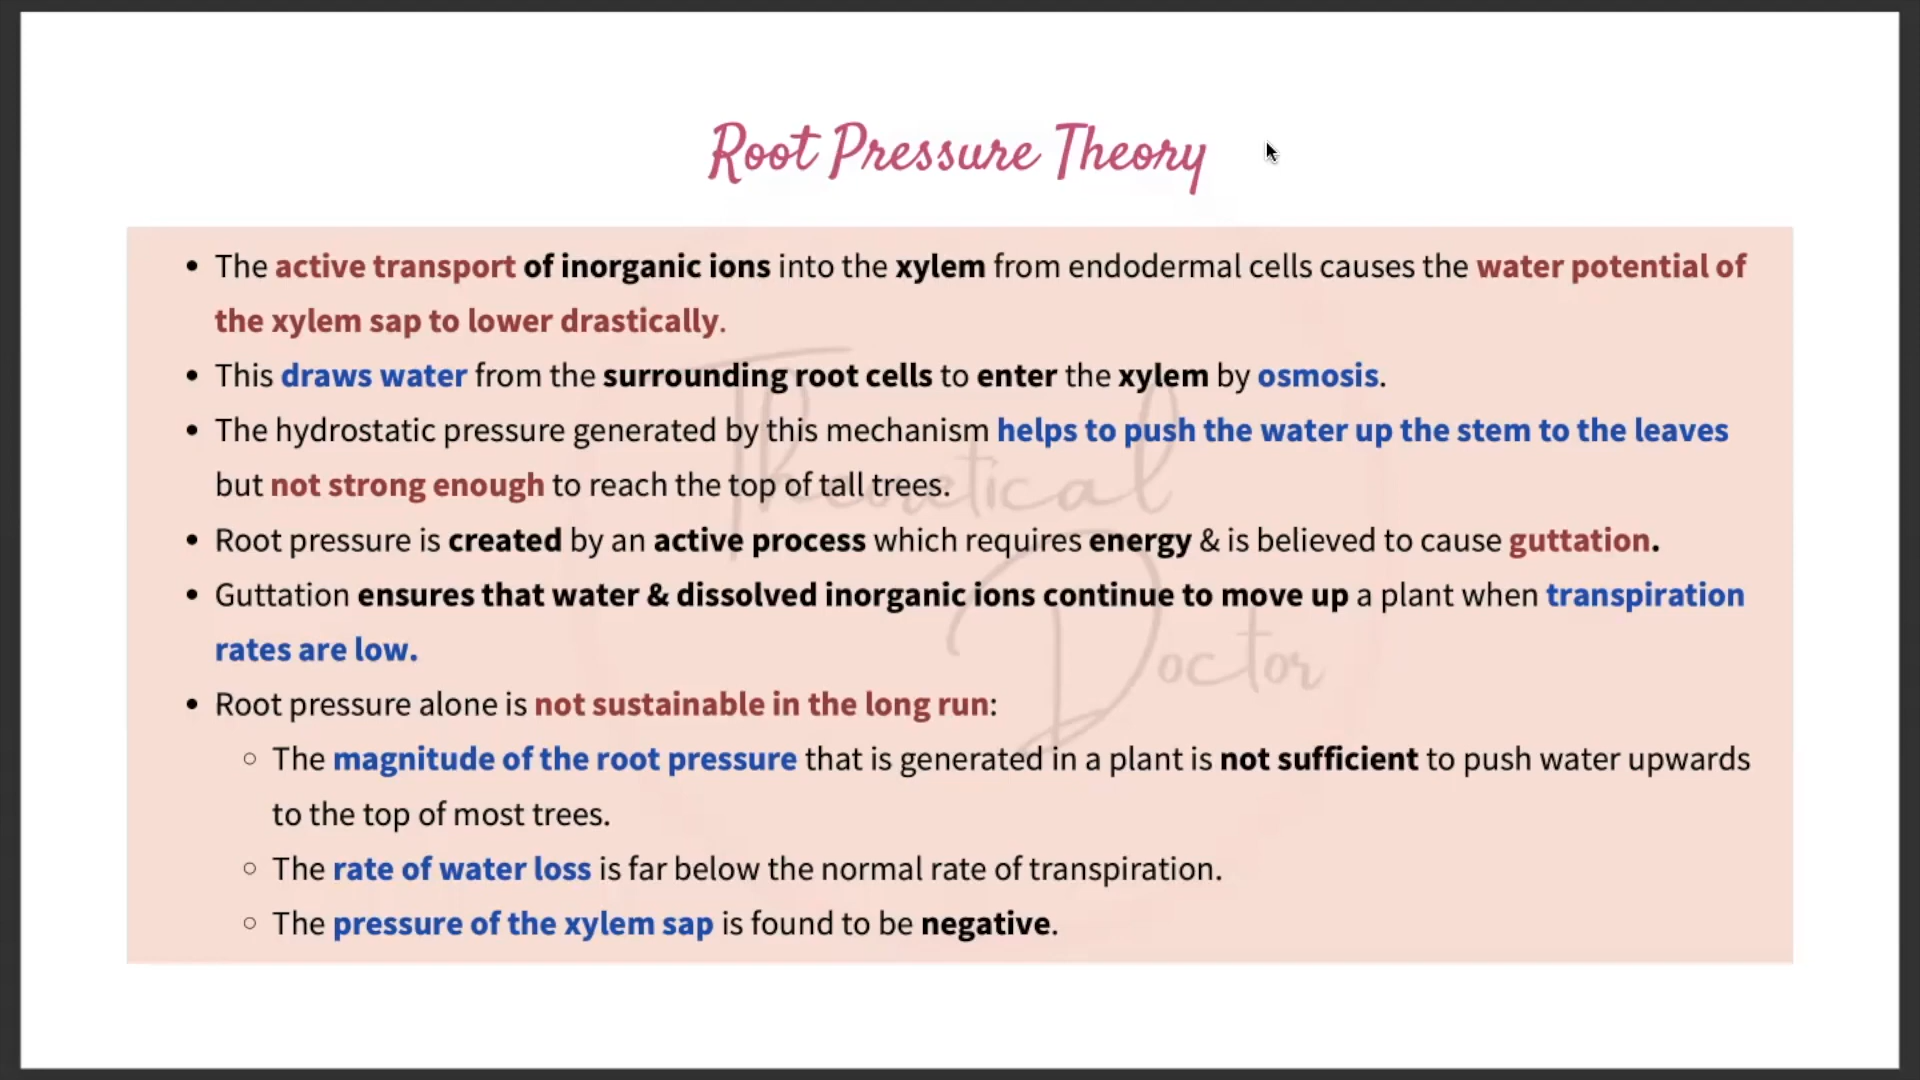 Root Pressure Theory
• The active transport of inorganic ions into the xylem from endodermal cells causes the water potential of
the xylem sap to lower drastically.
• This draws water from the surrounding root cells to enter the xylem by osmosis.
• The hydrostatic pressure generated by this mechanism helps to push the water up the stem to the leaves
but not strong enough to reach the top of tall trees.
• Root pressure is created by an active process which requires energy & is believed to cause guttation.
• Guttation ensures that water & dissolved inorganic ions continue to move up a plant when transpiration
rates are low.
• Root pressure alone is not sustainable in the long run:
◦ The magnitude of the root pressure that is generated in a plant is not sufficient to push water upwards
to the top of most trees.
◦ The rate of water loss is far below the normal rate of transpiration.
◦ The pressure of the xylem sap is found to be negative.
Theoretical
Doctor